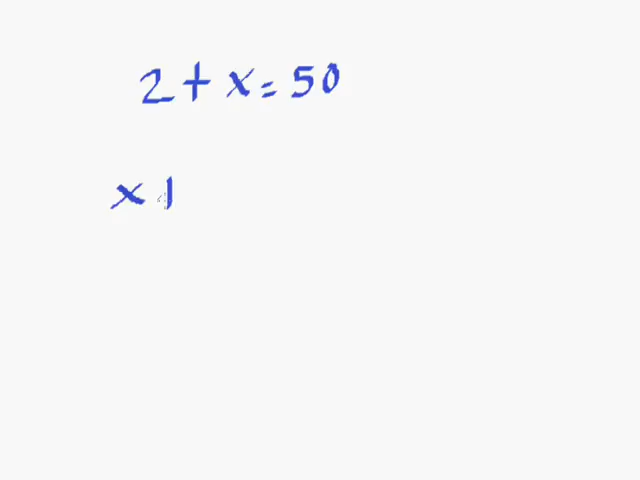 2 + x = 50
x